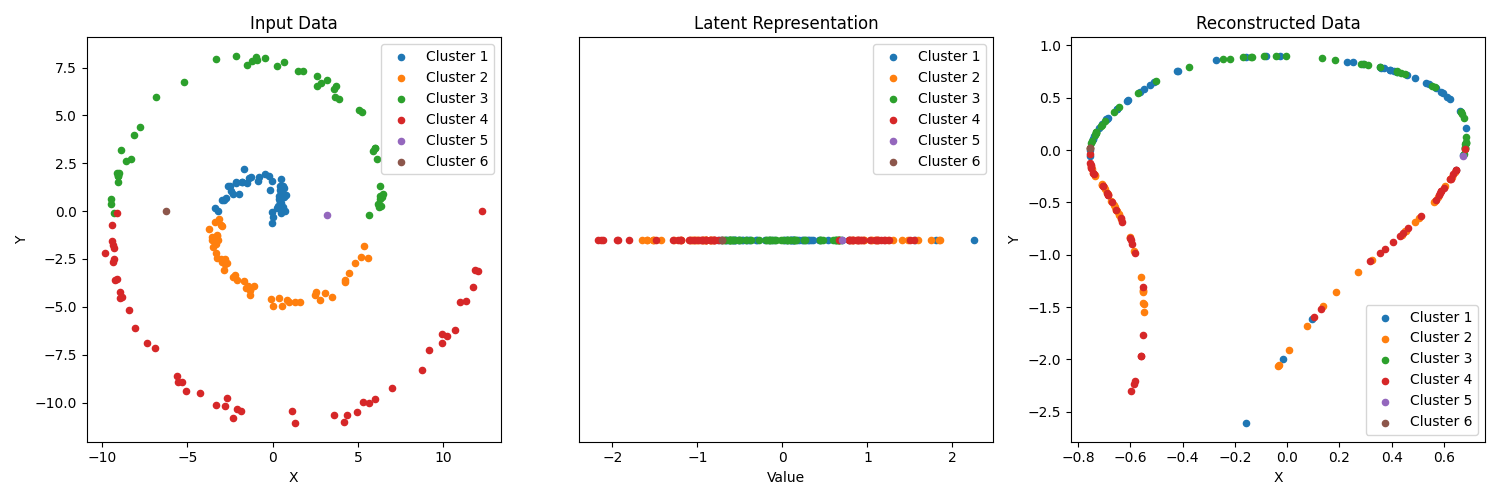 Input Data
Cluster 1
Cluster 2
Cluster 3
Cluster 4
Cluster 5
Cluster 6
7.5
5.0
2.5
0.0
−2.5
−5.0
−7.5
−10.0
Y
−10
−5
0
5
10
X
Latent Representation
Cluster 1
Cluster 2
Cluster 3
Cluster 4
Cluster 5
Cluster 6
−2
−1
0
1
2
Value
Reconstructed Data
1.0
0.5
0.0
−0.5
−1.0
−1.5
−2.0
−2.5
Y
Cluster 1
Cluster 2
Cluster 3
Cluster 4
Cluster 5
Cluster 6
−0.8
−0.6
−0.4
−0.2
0.0
0.2
0.4
0.6
X